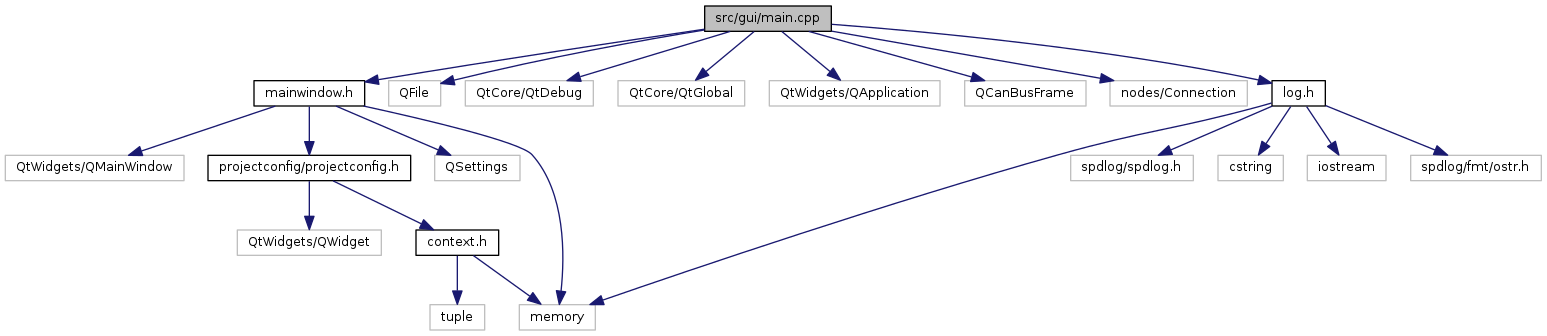 src/gui/main.cpp
mainwindow.h
QFile
QtCore/QtDebug
QtCore/QtGlobal
QtWidgets/QApplication
QCanBusFrame
nodes/Connection
log.h
QtWidgets/QMainWindow
projectconfig/projectconfig.h
QSettings
spdlog/spdlog.h
cstring
iostream
spdlog/fmt/ostr.h
QtWidgets/QWidget
context.h
tuple
memory